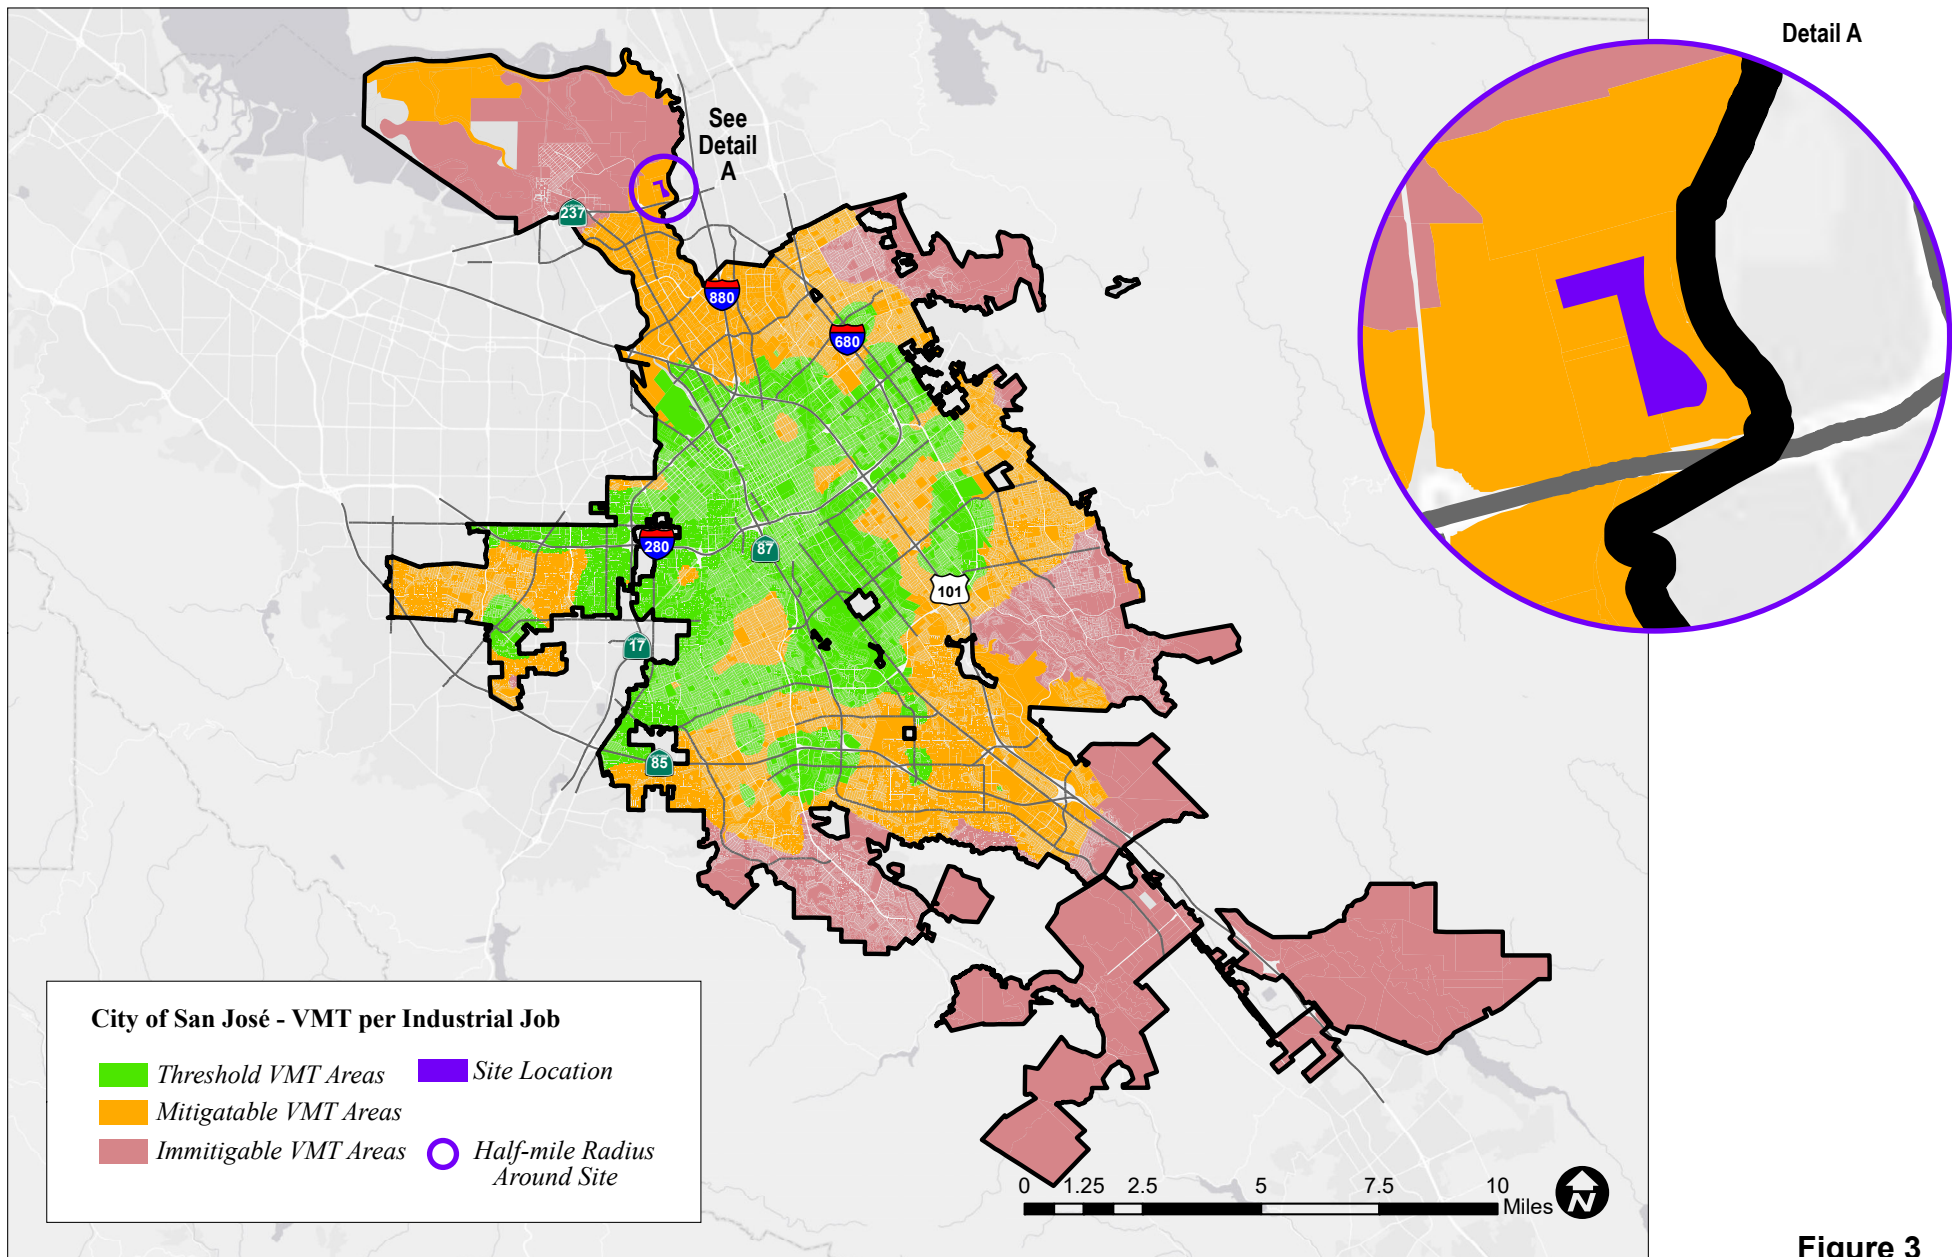 Detail A
See
Detail
A
237
880
680
280
87
101
17
85
City of San José - VMT per Industrial Job
Threshold VMT Areas
Site Location
Mitigatable VMT Areas
Immitigable VMT Areas
Half-mile Radius
Around Site
0 1.25 2.5 5 7.5 10
Miles
N
Figure 3